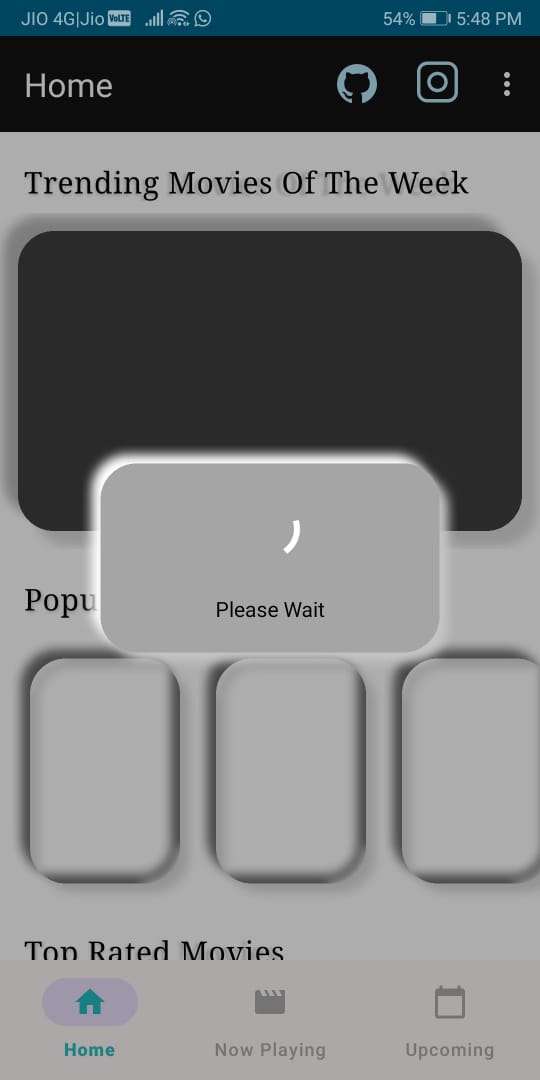 JIO 4G|Jio VoLTE 54% 5:48 PM
Home
Trending Movies Of The Week
Popu
Please Wait
Top Rated Movies
Home Now Playing Upcoming